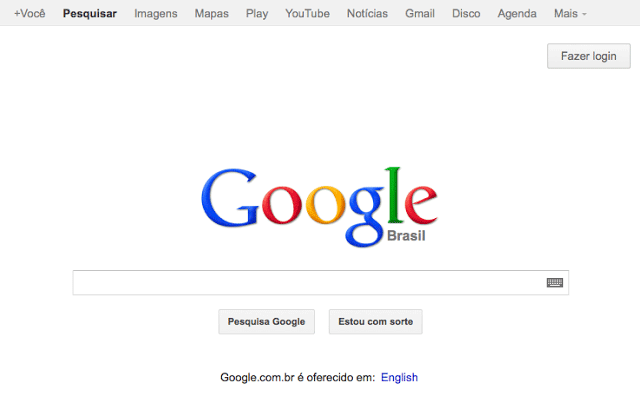 +Você Pesquisar Imagens Mapas Play YouTube Notícias Gmail Disco Agenda Mais
Fazer login
Google
Brasil
Pesquisa Google Estou com sorte
Google.com.br é oferecido em: English